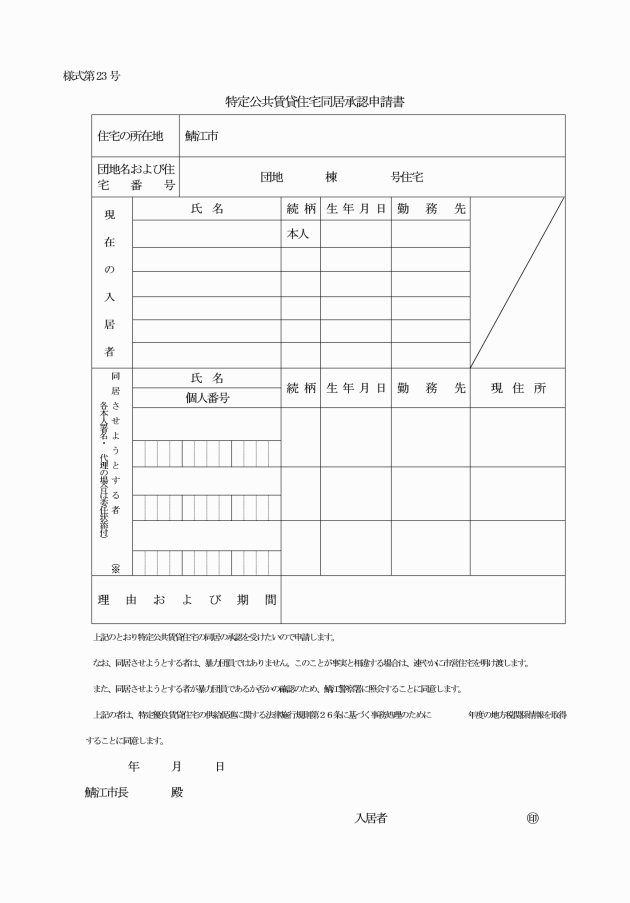 様式第23号
特定公共賃貸住宅同居承認申請書
住宅の所在地 鯖江市
団地名および住
宅番号 団地 棟 号住宅
現在の入居者
氏名 続柄 生年月日 勤務先
本人
同居させようとする者 (※
各本人署名・代理の場合は委任状添付)
氏名 続柄 生年月日 勤務先 現住所
個人番号
理由および期間
上記のとおり特定公共賃貸住宅の同居の承認を受けたいので申請します。
なお、同居させようとする者は、暴力団員ではありません。このことが事実と相違する場合は、速やかに市営住宅を明け渡します。
また、同居させようとする者が暴力団員であるか否かの確認のため、鯖江警察署に照会することに同意します。
上記の者は、特定優良賃貸住宅の供給促進に関する法律施行規則第26条に基づく事務処理のために 年度の地方税関係情報を取得
することに同意します。
年 月 日
鯖江市長 殿
入居者 ㊞